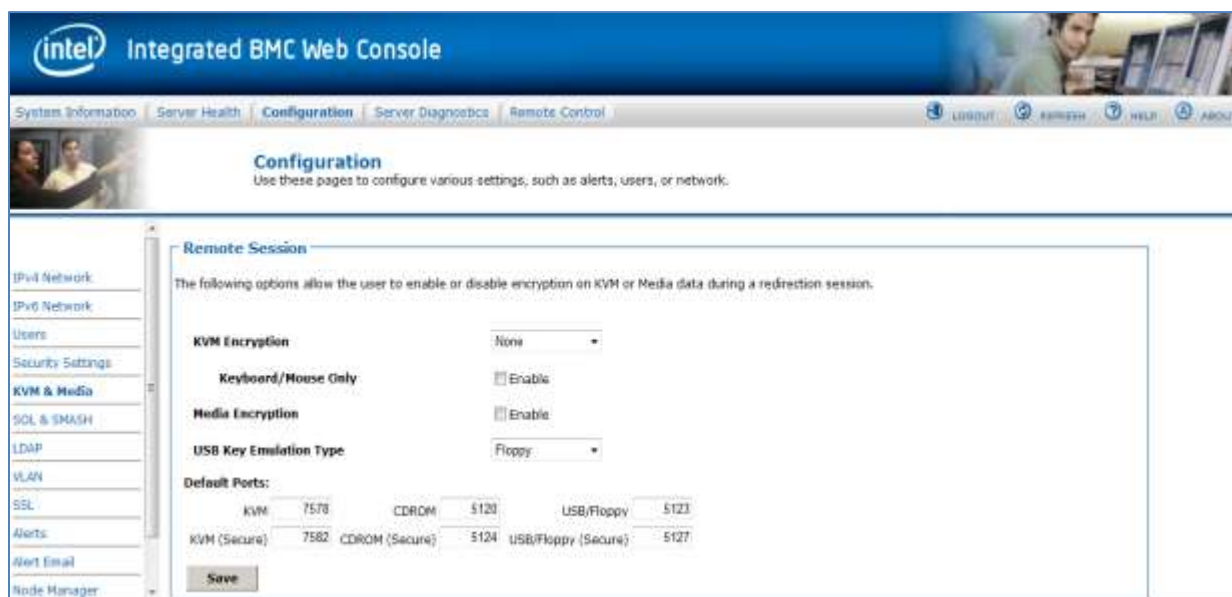 intel Integrated BMC Web Console
System Information Server Health Configuration Server Diagnostics Remote Control LOGOUT REFRESH HELP ABOU
Configuration
Use these pages to configure various settings, such as alerts, users, or network.
IPv4 Network
IPv6 Network
Users
Security Settings
KVM & Media
SOL & SMASH
LDAP
VLAN
SSL
Alerts
Alert Email
Node Manager
Remote Session
The following options allow the user to enable or disable encryption on KVM or Media data during a redirection session.
KVM Encryption None
Keyboard/Mouse Only Enable
Media Encryption Enable
USB Key Emulation Type Floppy
Default Ports:
KVM 7578 CDROM 5120 USB/Floppy 5123
KVM (Secure) 7582 CDROM (Secure) 5124 USB/Floppy (Secure) 5127
Save